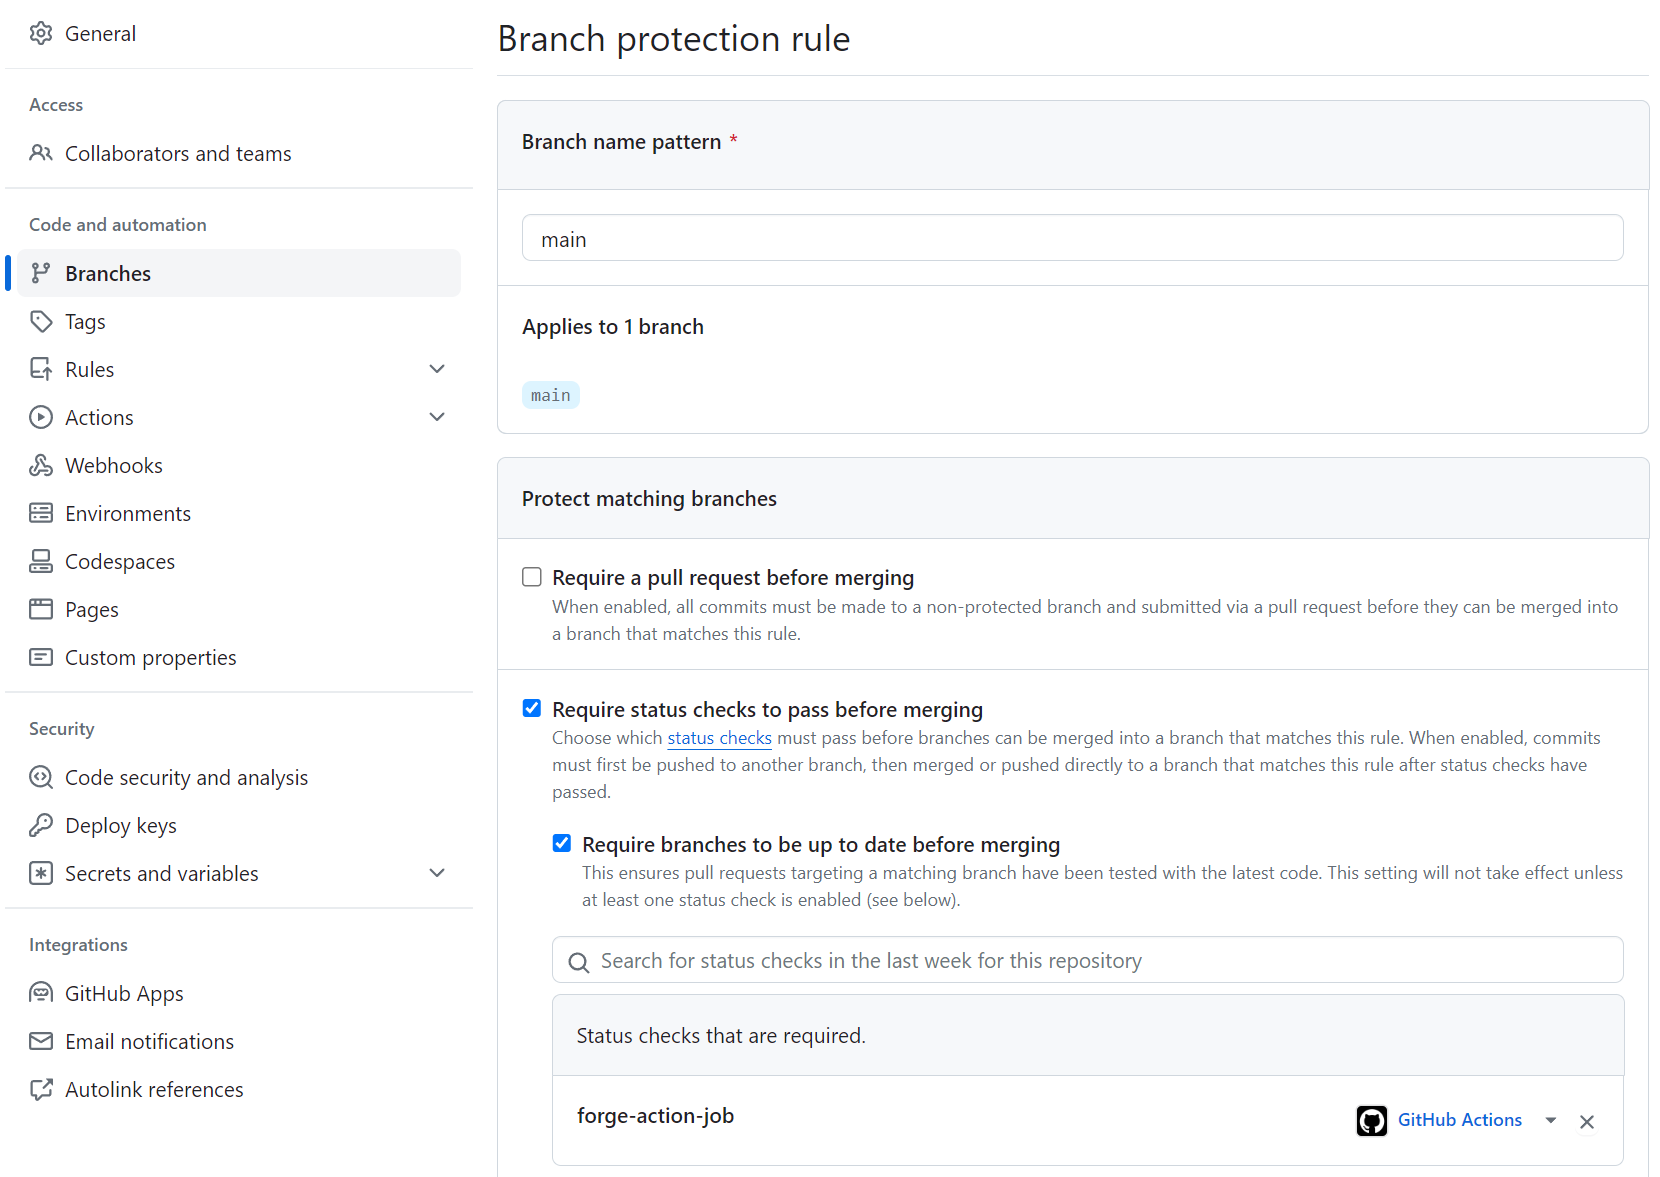 General
Access
Collaborators and teams
Code and automation
Branches
Tags
Rules
Actions
Webhooks
Environments
Codespaces
Pages
Custom properties
Security
Code security and analysis
Deploy keys
Secrets and variables
Integrations
GitHub Apps
Email notifications
Autolink references
Branch protection rule
Branch name pattern *
main
Applies to 1 branch
main
Protect matching branches
Require a pull request before merging
When enabled, all commits must be made to a non-protected branch and submitted via a pull request before they can be merged into
a branch that matches this rule.
Require status checks to pass before merging
Choose which status checks must pass before branches can be merged into a branch that matches this rule. When enabled, commits
must first be pushed to another branch, then merged or pushed directly to a branch that matches this rule after status checks have
passed.
Require branches to be up to date before merging
This ensures pull requests targeting a matching branch have been tested with the latest code. This setting will not take effect unless
at least one status check is enabled (see below).
Search for status checks in the last week for this repository
Status checks that are required.
forge-action-job
GitHub Actions